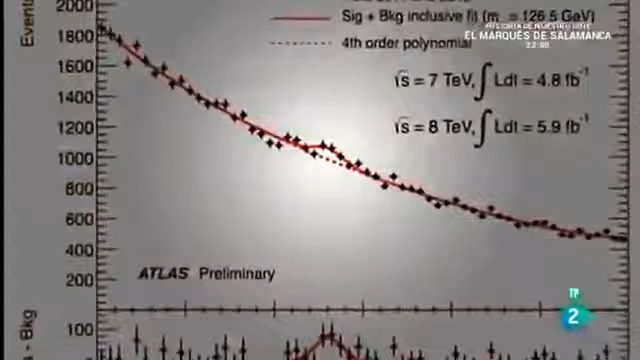 2000
1800
1600
1400
1200
1000
800
600
400
200
100
Events
- Bkg
Sig + Bkg inclusive fit (m = 126.5 GeV)
4th order polynomial
√s = 7 TeV, ∫ Ldt = 4.8 fb⁻¹
√s = 8 TeV, ∫ Ldt = 5.9 fb⁻¹
ATLAS Preliminary
EL MARQUÉS DE SALAMANCA
22:00
TP
2